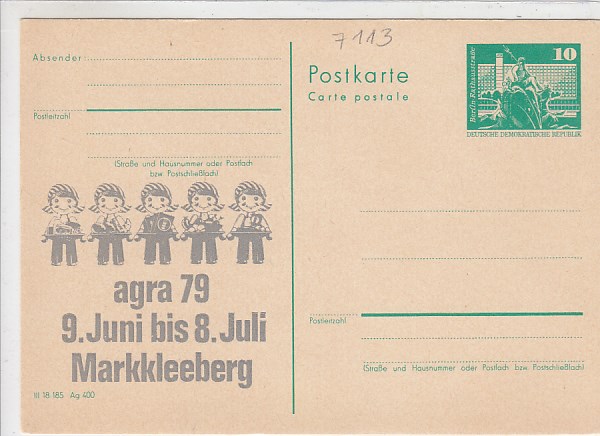 7113
Absender:
Postleitzahl
(Straße und Hausnummer oder Postfach
bzw. Postschließfach)
agra 79
9. Juni bis 8. Juli
Markkleeberg
III 18 185 Ag 400
Postkarte
Carte postale
Berlin-Rathausstraße
10
DEUTSCHE DEMOKRATISCHE REPUBLIK
Postleitzahl
(Straße und Hausnummer oder Postfach bzw. Postschließfach)